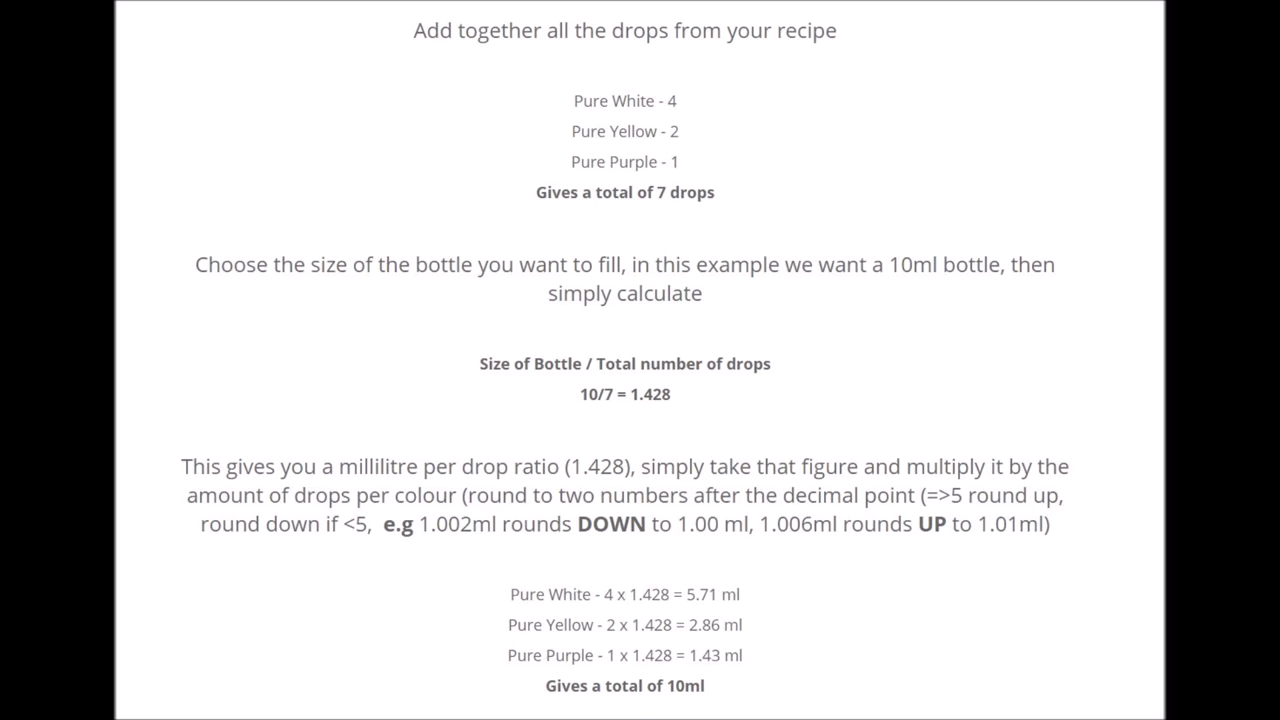 Add together all the drops from your recipe
Pure White - 4
Pure Yellow - 2
Pure Purple - 1
Gives a total of 7 drops
Choose the size of the bottle you want to fill, in this example we want a 10ml bottle, then
simply calculate
Size of Bottle / Total number of drops
10/7 = 1.428
This gives you a millilitre per drop ratio (1.428), simply take that figure and multiply it by the
amount of drops per colour (round to two numbers after the decimal point (=>5 round up,
round down if <5, e.g 1.002ml rounds DOWN to 1.00 ml, 1.006ml rounds UP to 1.01ml)
Pure White - 4 x 1.428 = 5.71 ml
Pure Yellow - 2 x 1.428 = 2.86 ml
Pure Purple - 1 x 1.428 = 1.43 ml
Gives a total of 10ml